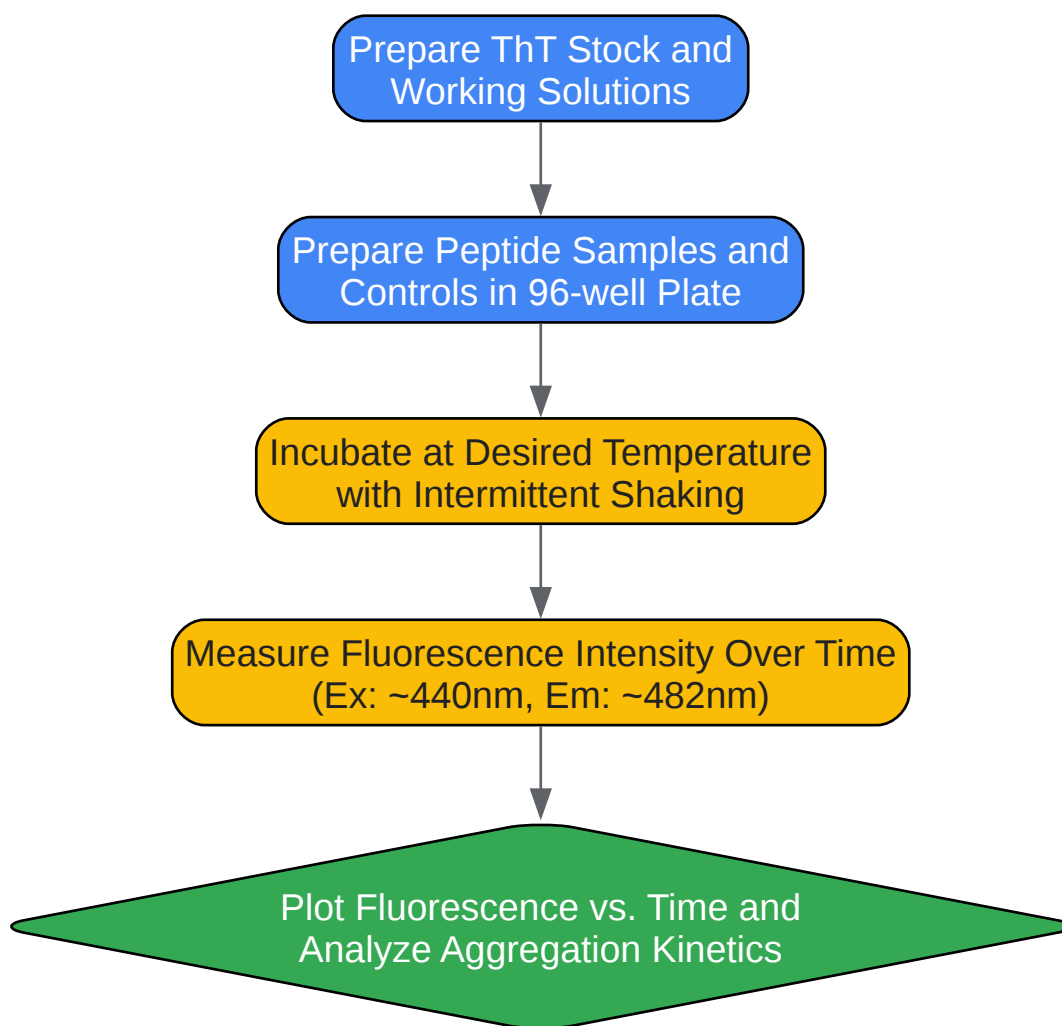 Prepare ThT Stock and
Working Solutions
Prepare Peptide Samples and
Controls in 96-well Plate
Incubate at Desired Temperature
with Intermittent Shaking
Measure Fluorescence Intensity Over Time
(Ex: ~440nm, Em: ~482nm)
Plot Fluorescence vs. Time and
Analyze Aggregation Kinetics